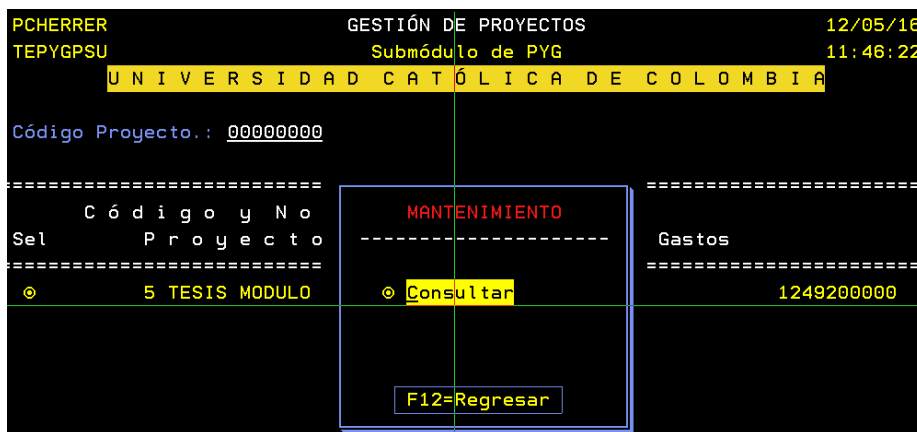 PCHERRER GESTIÓN DE PROYECTOS 12/05/16
TEPYGPSU Submódulo de PYG 11:46:22
U N I V E R S I D A D C A T Ó L I C A D E C O L O M B I A
Código Proyecto.: 00000000
=========================== =======================
C ó d i g o y N o MANTENIMIENTO
Sel P r o y e c t o --------------------- Gastos
=========================== =======================
5 TESIS MODULO Consultar 1249200000
F12=Regresar